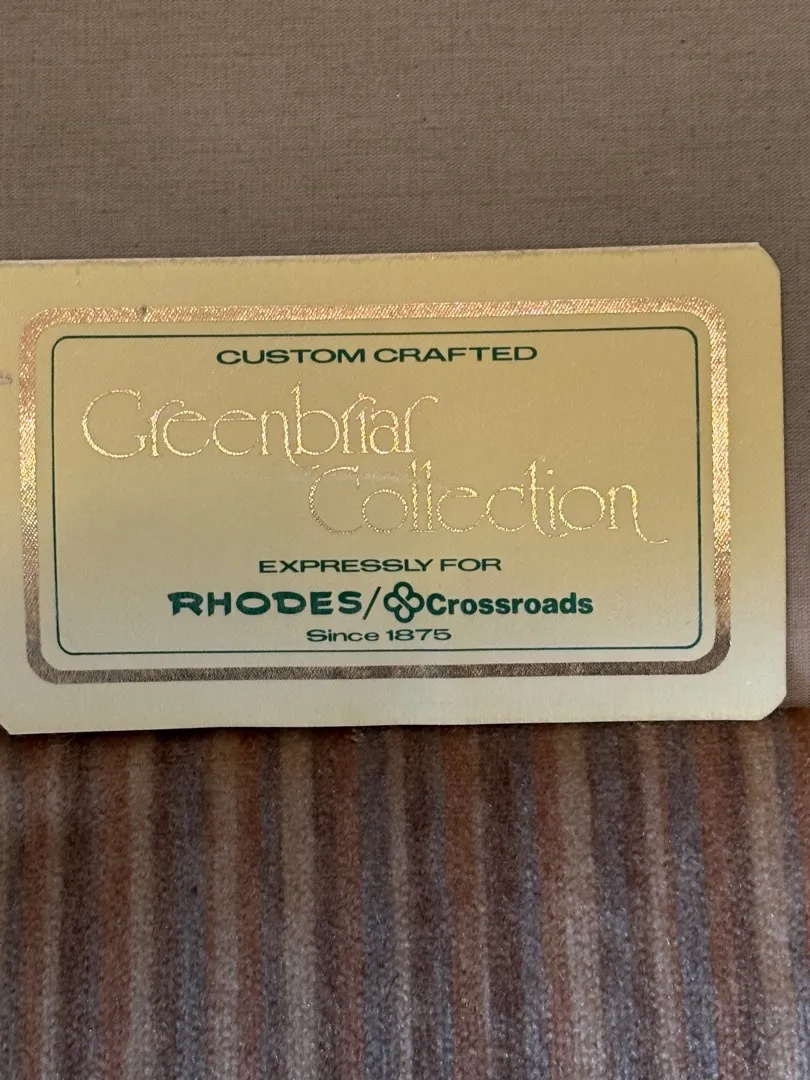 CUSTOM CRAFTED
Greenbriar
Collection
EXPRESSLY FOR
RHODES/Crossroads
Since 1875